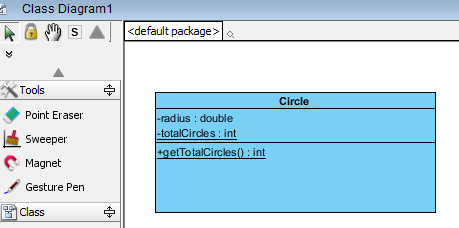 Class Diagram1
S
<default package>
Tools
Point Eraser
Sweeper
Magnet
Gesture Pen
Class
Circle
-radius : double
-totalCircles : int
+getTotalCircles() : int